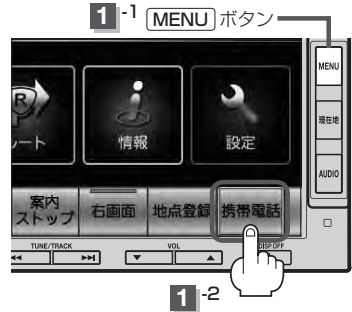 1 -1 MENU ボタン
MENU
R
現在地
ート
情報
設定
AUDIO
案内
ストップ
右画面
地点登録
携帯電話
TUNE/TRACK
VOL
DISP.OFF
1 -2